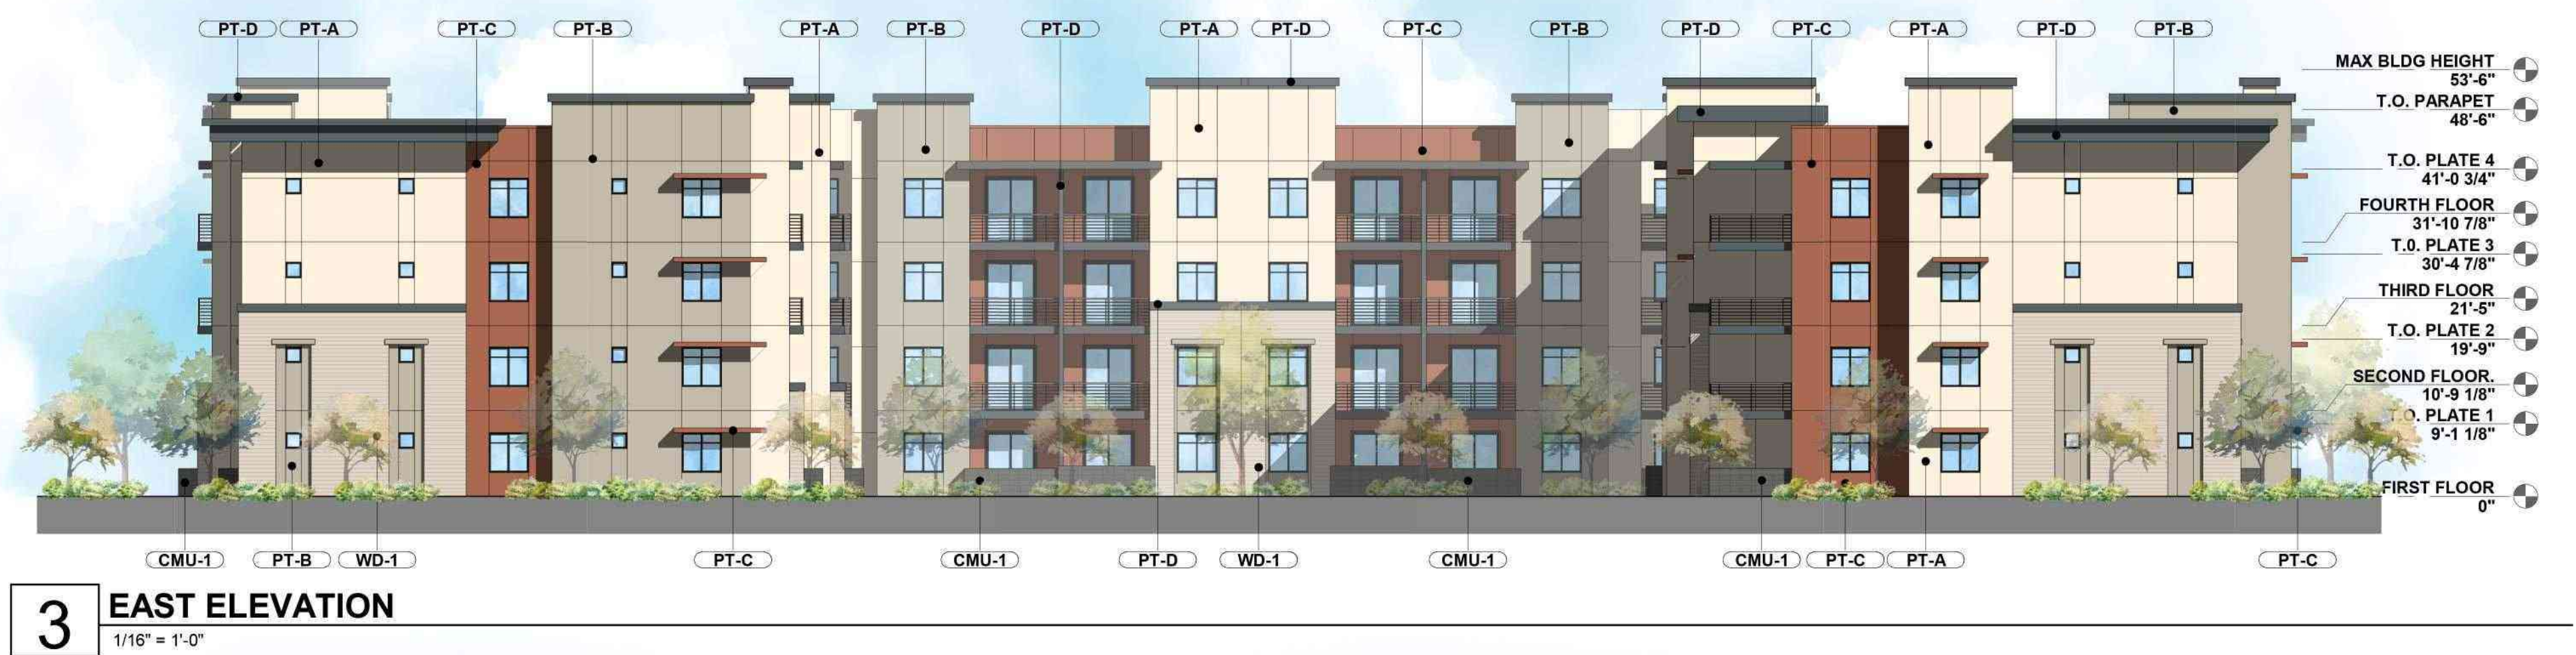 PT-D PT-A PT-C PT-B PT-A PT-B PT-D PT-A PT-D PT-C PT-B PT-D PT-C PT-A PT-D PT-B
MAX BLDG HEIGHT
53'-6"
T.O. PARAPET
48'-6"
T.O. PLATE 4
41'-0 3/4"
FOURTH FLOOR
31'-10 7/8"
T.0. PLATE 3
30'-4 7/8"
THIRD FLOOR
21'-5"
T.O. PLATE 2
19'-9"
SECOND FLOOR.
10'-9 1/8"
T.O. PLATE 1
9'-1 1/8"
FIRST FLOOR
0"
CMU-1 PT-B WD-1 PT-C CMU-1 PT-D WD-1 CMU-1 CMU-1 PT-C PT-A PT-C
3 EAST ELEVATION
1/16" = 1'-0"